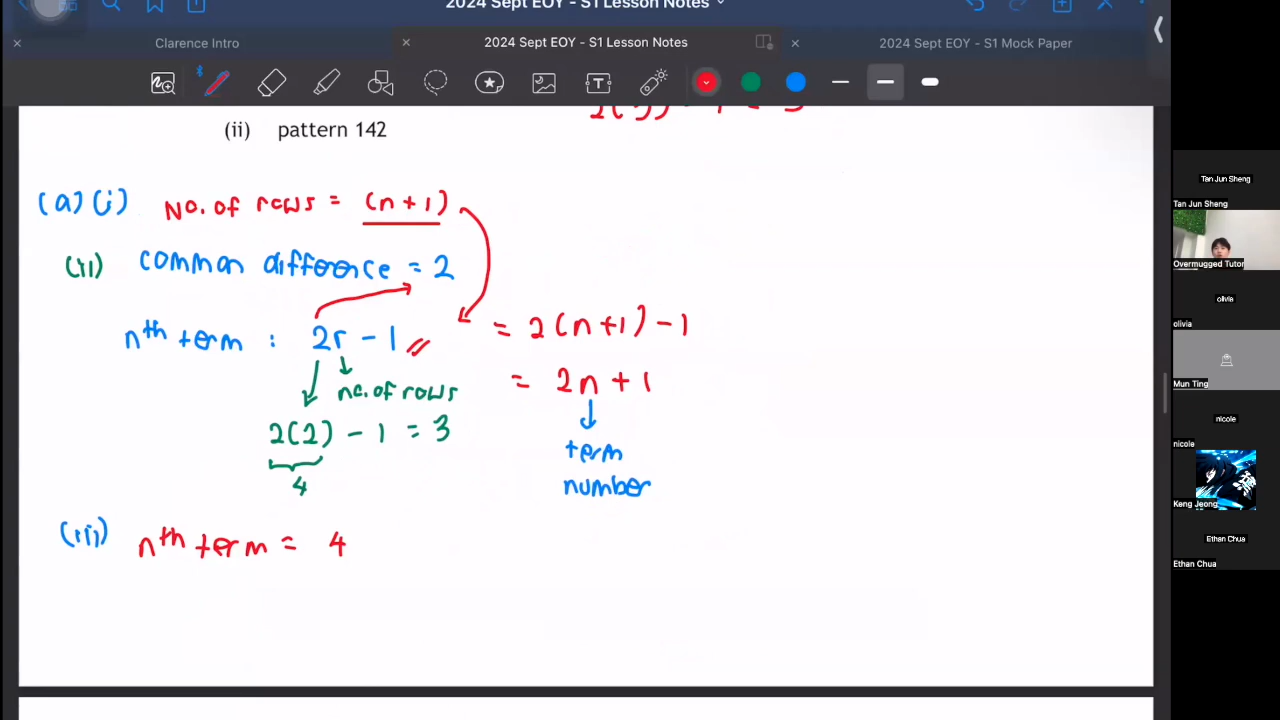 2024 Sept EOY - S1 Lesson Notes
Clarence Intro
2024 Sept EOY - S1 Lesson Notes
2024 Sept EOY - S1 Mock Paper
(ii) pattern 142
(a)(i) No. of rows = (n+1)
(ii) common difference = 2
nth term : 2r - 1 = 2(n+1) - 1
no. of rows = 2n + 1
2(2) - 1 = 3
4
term
number
(iii) nth term = 4
Tan Jun Sheng
Tan Jun Sheng
Overmugged Tutor
olivia
olivia
Mun Ting
nicole
nicole
Keng Jeong
Ethan Chua
Ethan Chua